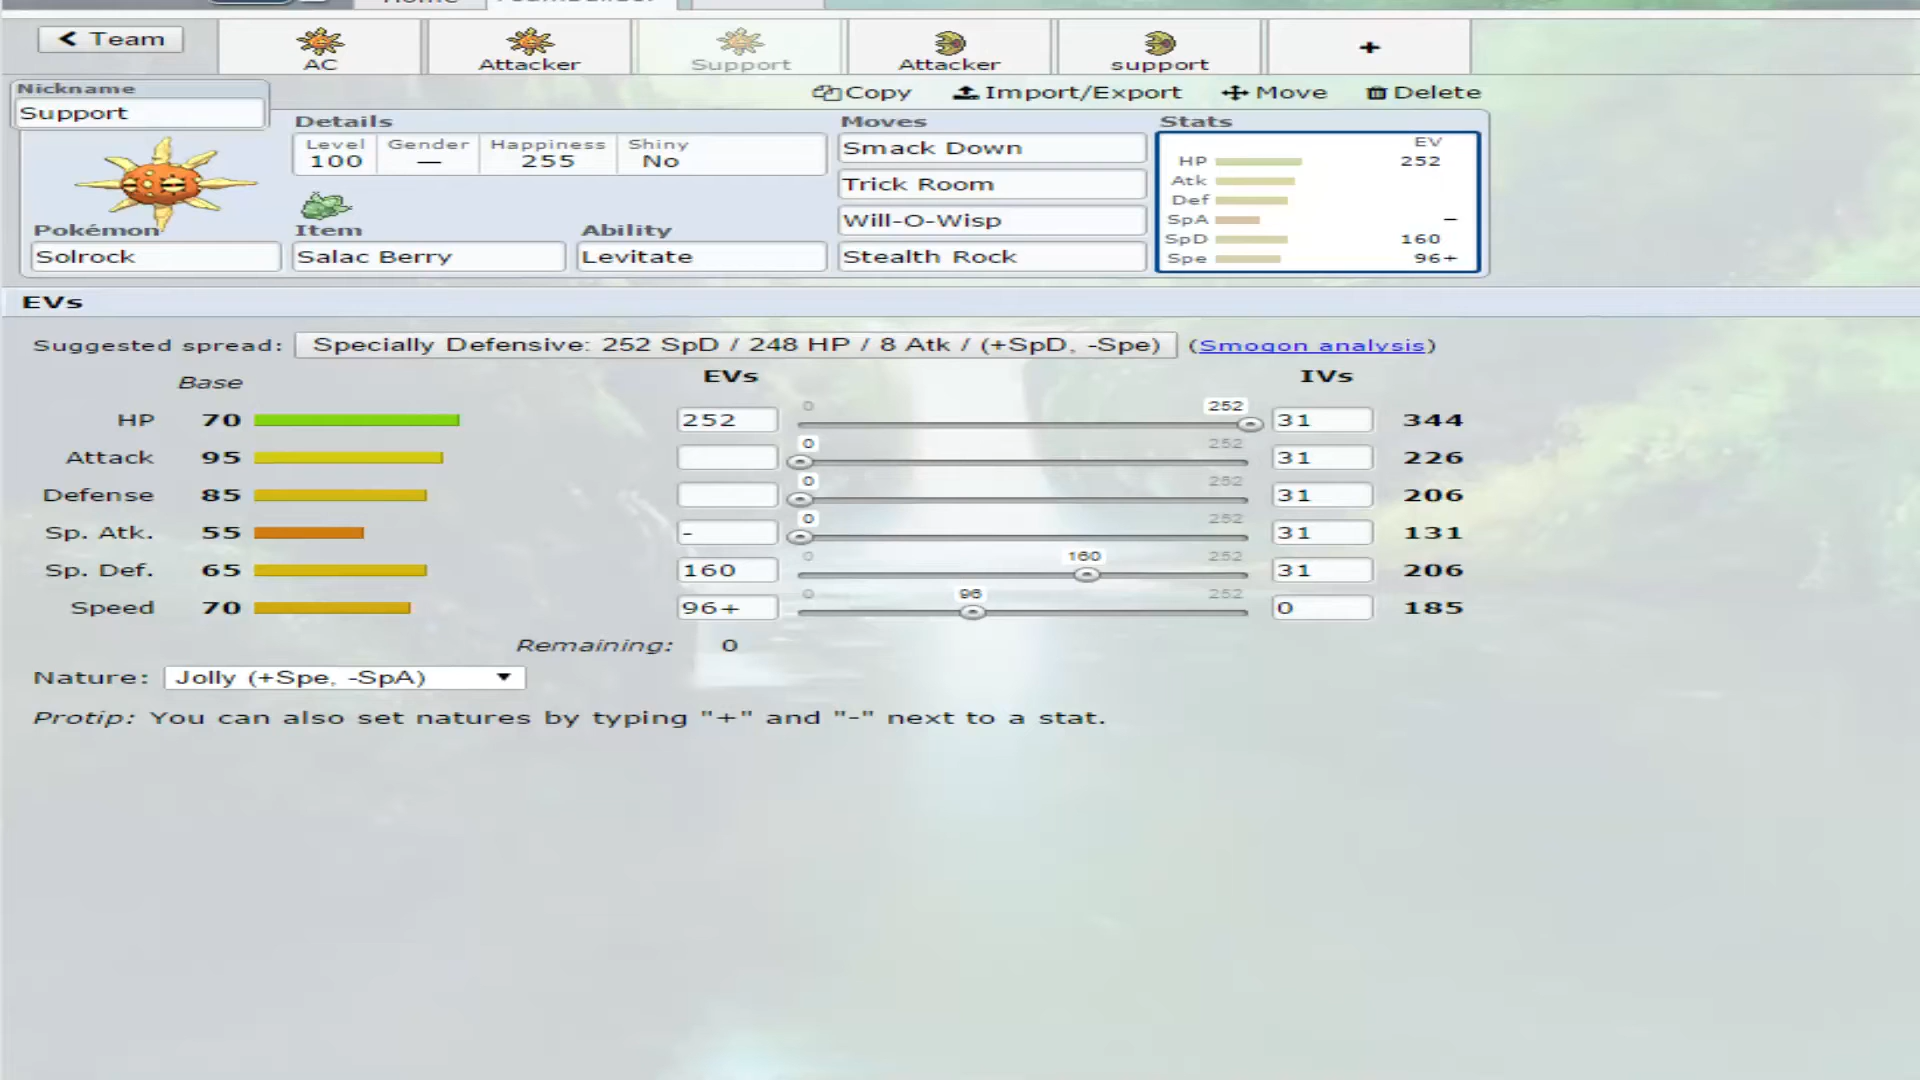 Team
AC
Attacker
Support
Attacker
support
+
Nickname
Support
Copy
Import/Export
Move
Delete
Details
Level
100
Gender
—
Happiness
255
Shiny
No
Pokémon
Solrock
Item
Salac Berry
Ability
Levitate
Moves
Smack Down
Trick Room
Will-O-Wisp
Stealth Rock
Stats
EV
HP 252
Atk
Def
SpA −
SpD 160
Spe 96+
EVs
Suggested spread: Specially Defensive: 252 SpD / 248 HP / 8 Atk / (+SpD, -Spe) (Smogon analysis)
Base EVs IVs
HP 70 252 0 252 31 344
Attack 95 0 252 31 226
Defense 85 0 252 31 206
Sp. Atk. 55 - 0 252 31 131
Sp. Def. 65 160 0 160 252 31 206
Speed 70 96+ 0 96 252 0 185
Remaining: 0
Nature: Jolly (+Spe, -SpA)
Protip: You can also set natures by typing "+" and "-" next to a stat.